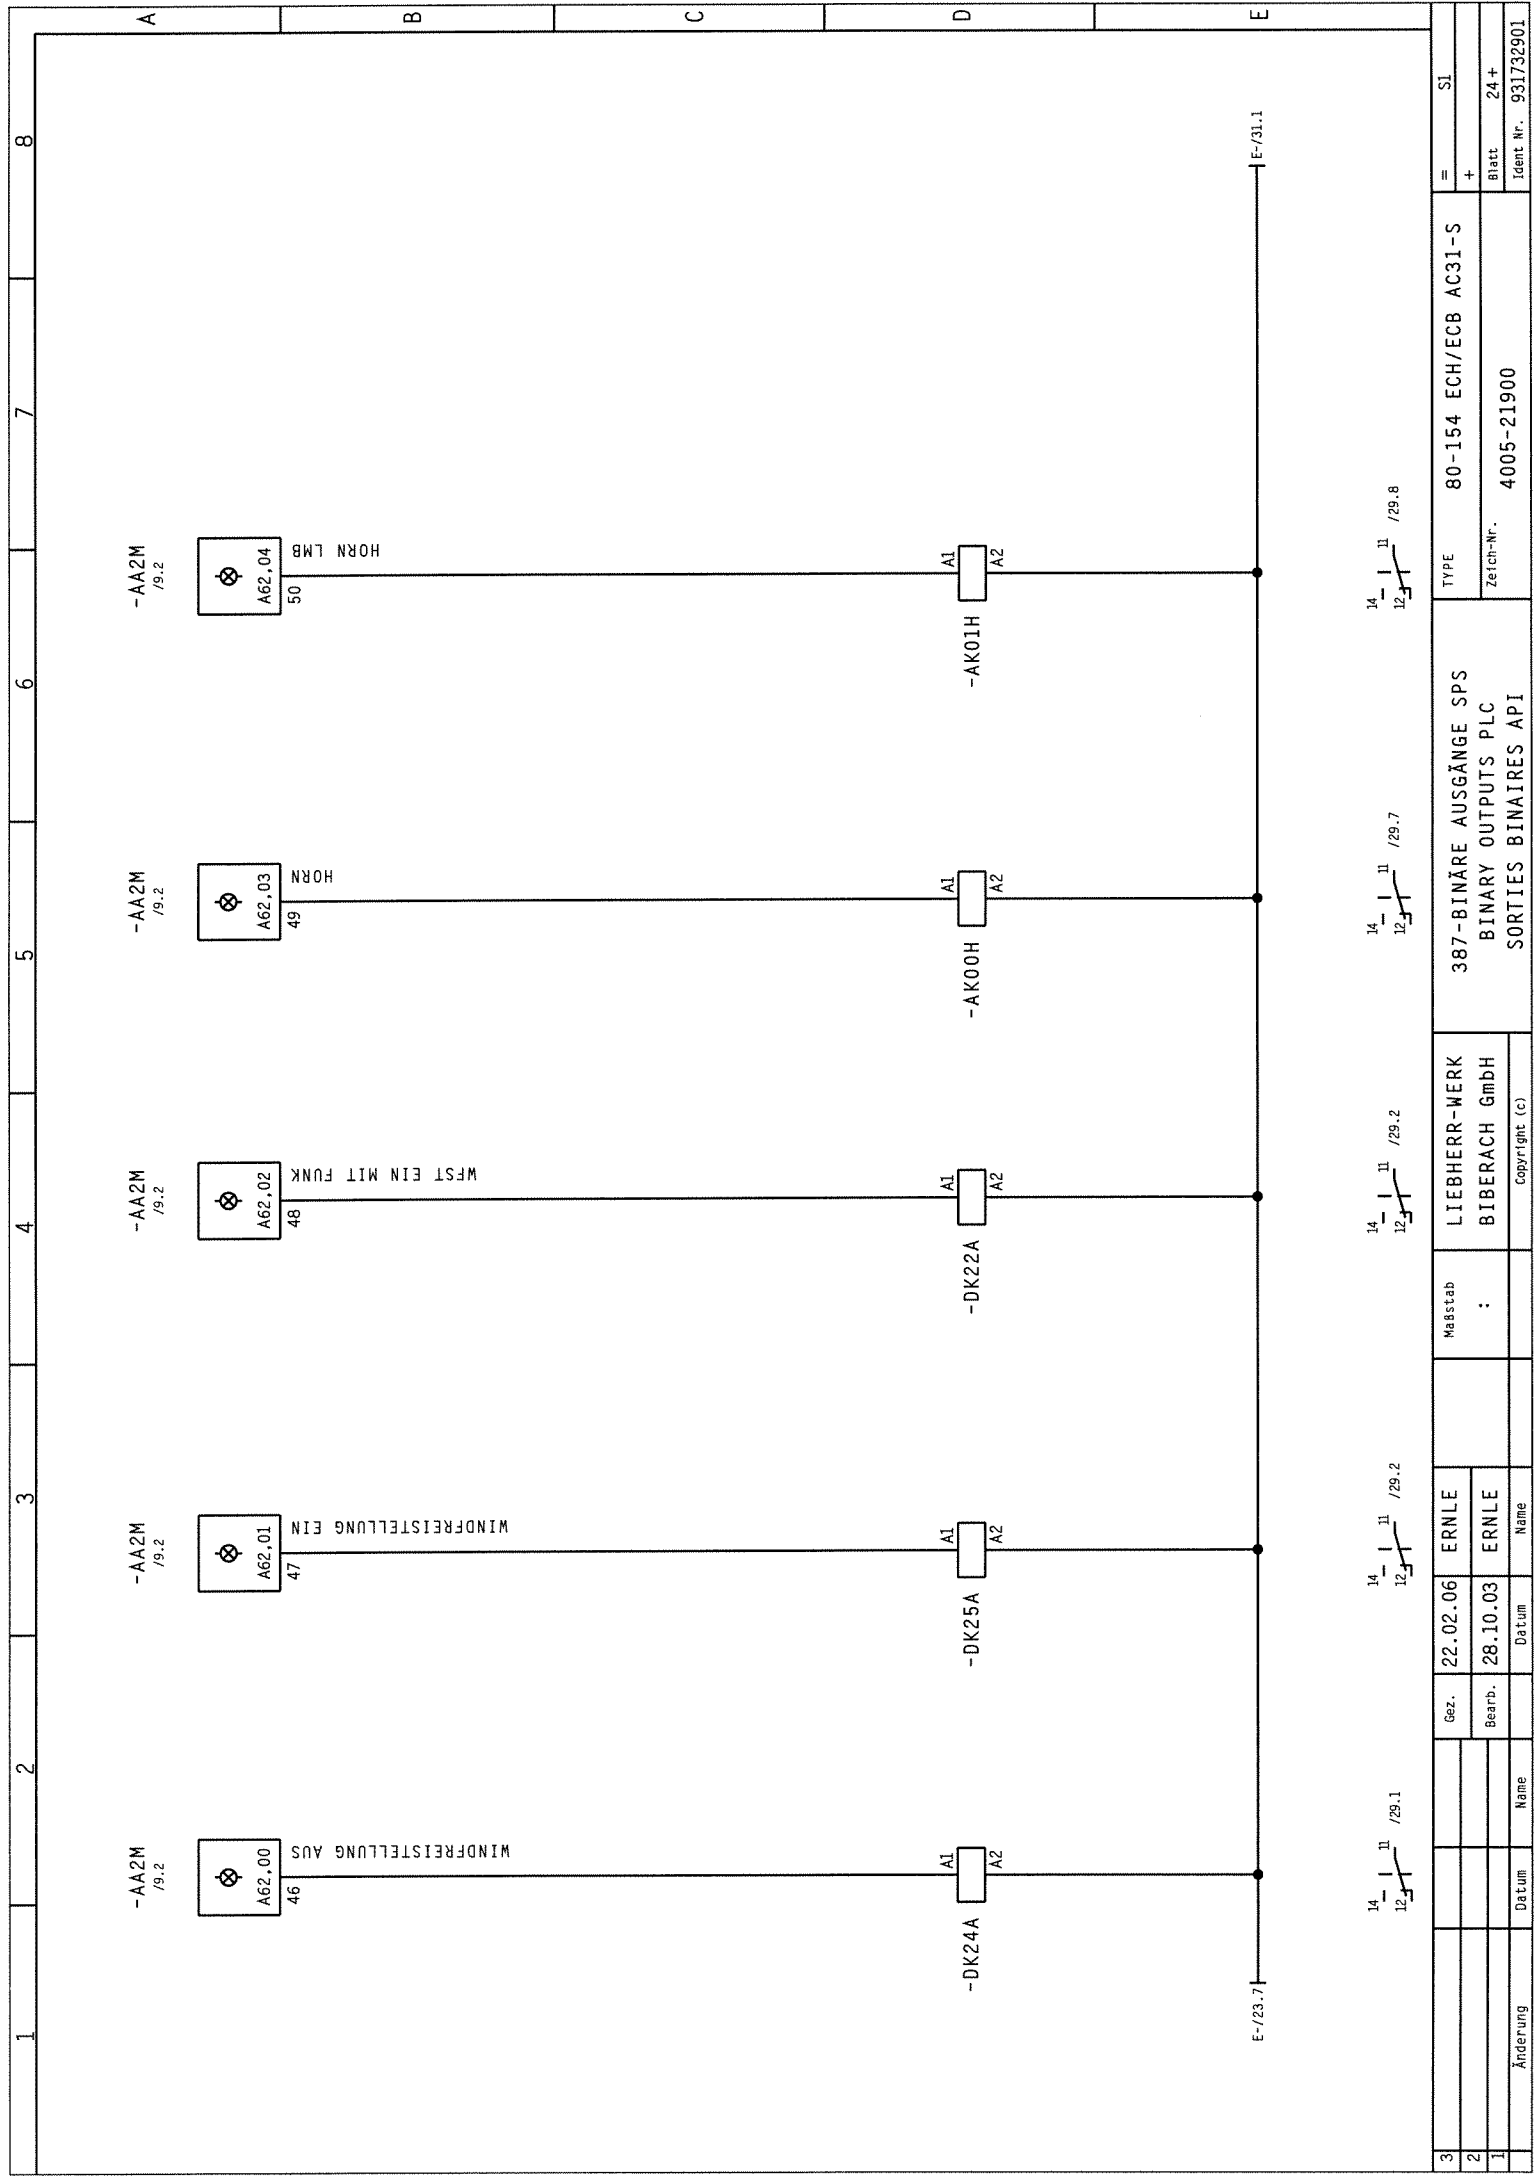 1 2 3 4 5 6 7 8
A
B
C
D
E
-AA2M
/9.2
A62,00
46
WINDFREISTELLUNG AUS
-AA2M
/9.2
A62,01
47
WINDFREISTELLUNG EIN
-AA2M
/9.2
A62,02
48
WFST EIN MIT FUNK
-AA2M
/9.2
A62,03
49
HORN
-AA2M
/9.2
A62,04
50
HORN LMB
-DK24A
A1
A2
-DK25A
A1
A2
-DK22A
A1
A2
-AK00H
A1
A2
-AK01H
A1
A2
E-/23.7
E-/31.1
14
12
11
/29.1
14
12
11
/29.2
14
12
11
/29.2
14
12
11
/29.7
14
12
11
/29.8
3
2
1
Änderung
Datum
Name
Gez. 22.02.06 ERNLE
Bearb. 28.10.03 ERNLE
Datum
Name
Maßstab
:
LIEBHERR-WERK
BIBERACH GmbH
Copyright (c)
387-BINÄRE AUSGÄNGE SPS
BINARY OUTPUTS PLC
SORTIES BINAIRES API
TYPE 80-154 ECH/ECB AC31-S
Zeich-Nr.
4005-21900
= S1
+
Blatt 24+
Ident Nr. 931732901